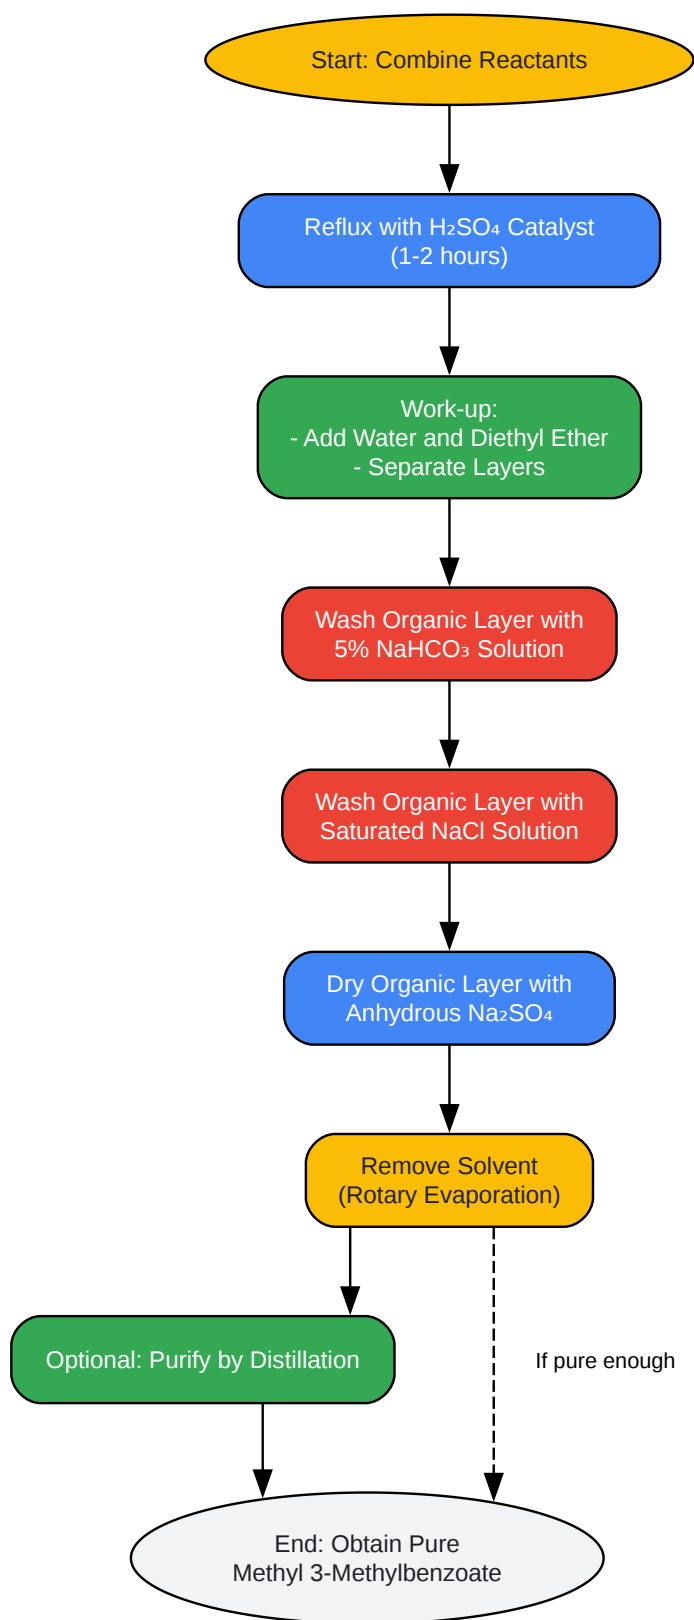 Start: Combine Reactants
Reflux with H₂SO₄ Catalyst
(1-2 hours)
Work-up:
- Add Water and Diethyl Ether
- Separate Layers
Wash Organic Layer with
5% NaHCO₃ Solution
Wash Organic Layer with
Saturated NaCl Solution
Dry Organic Layer with
Anhydrous Na₂SO₄
Remove Solvent
(Rotary Evaporation)
Optional: Purify by Distillation
If pure enough
End: Obtain Pure
Methyl 3-Methylbenzoate